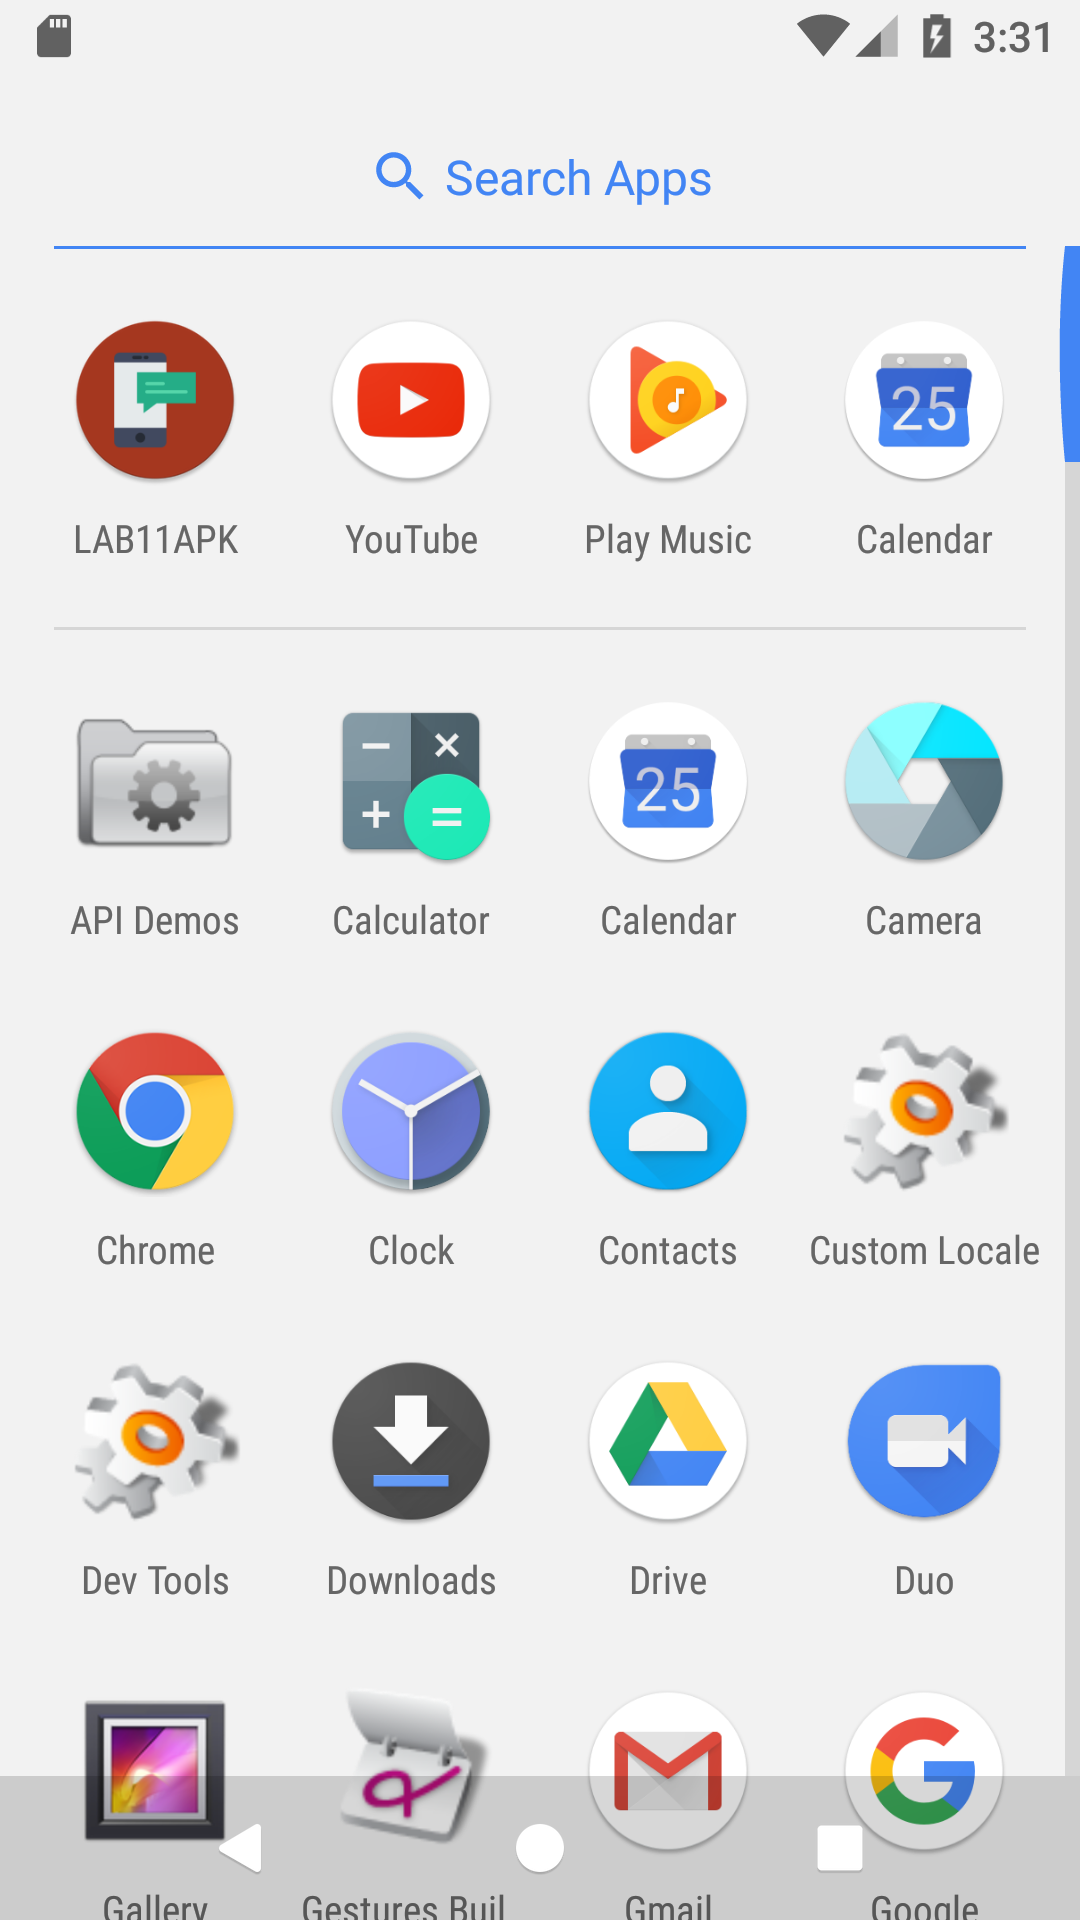 3:31
Search Apps
LAB11APK YouTube Play Music Calendar
25
API Demos Calculator Calendar Camera
25
Chrome Clock Contacts Custom Locale
Dev Tools Downloads Drive Duo
Gallery Gestures Buil Gmail Google